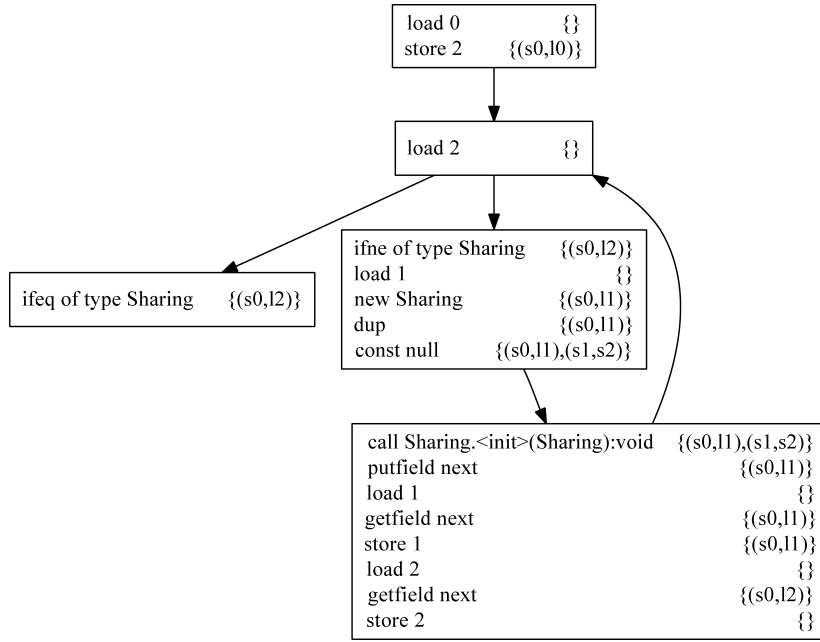 load 0 {}
store 2 {(s0,l0)}
load 2 {}
ifne of type Sharing {(s0,l2)}
load 1 {}
new Sharing {(s0,l1)}
dup {(s0,l1)}
const null {(s0,l1),(s1,s2)}
ifeq of type Sharing {(s0,l2)}
call Sharing.<init>(Sharing):void {(s0,l1),(s1,s2)}
putfield next {(s0,l1)}
load 1 {}
getfield next {(s0,l1)}
store 1 {(s0,l1)}
load 2 {}
getfield next {(s0,l2)}
store 2 {}